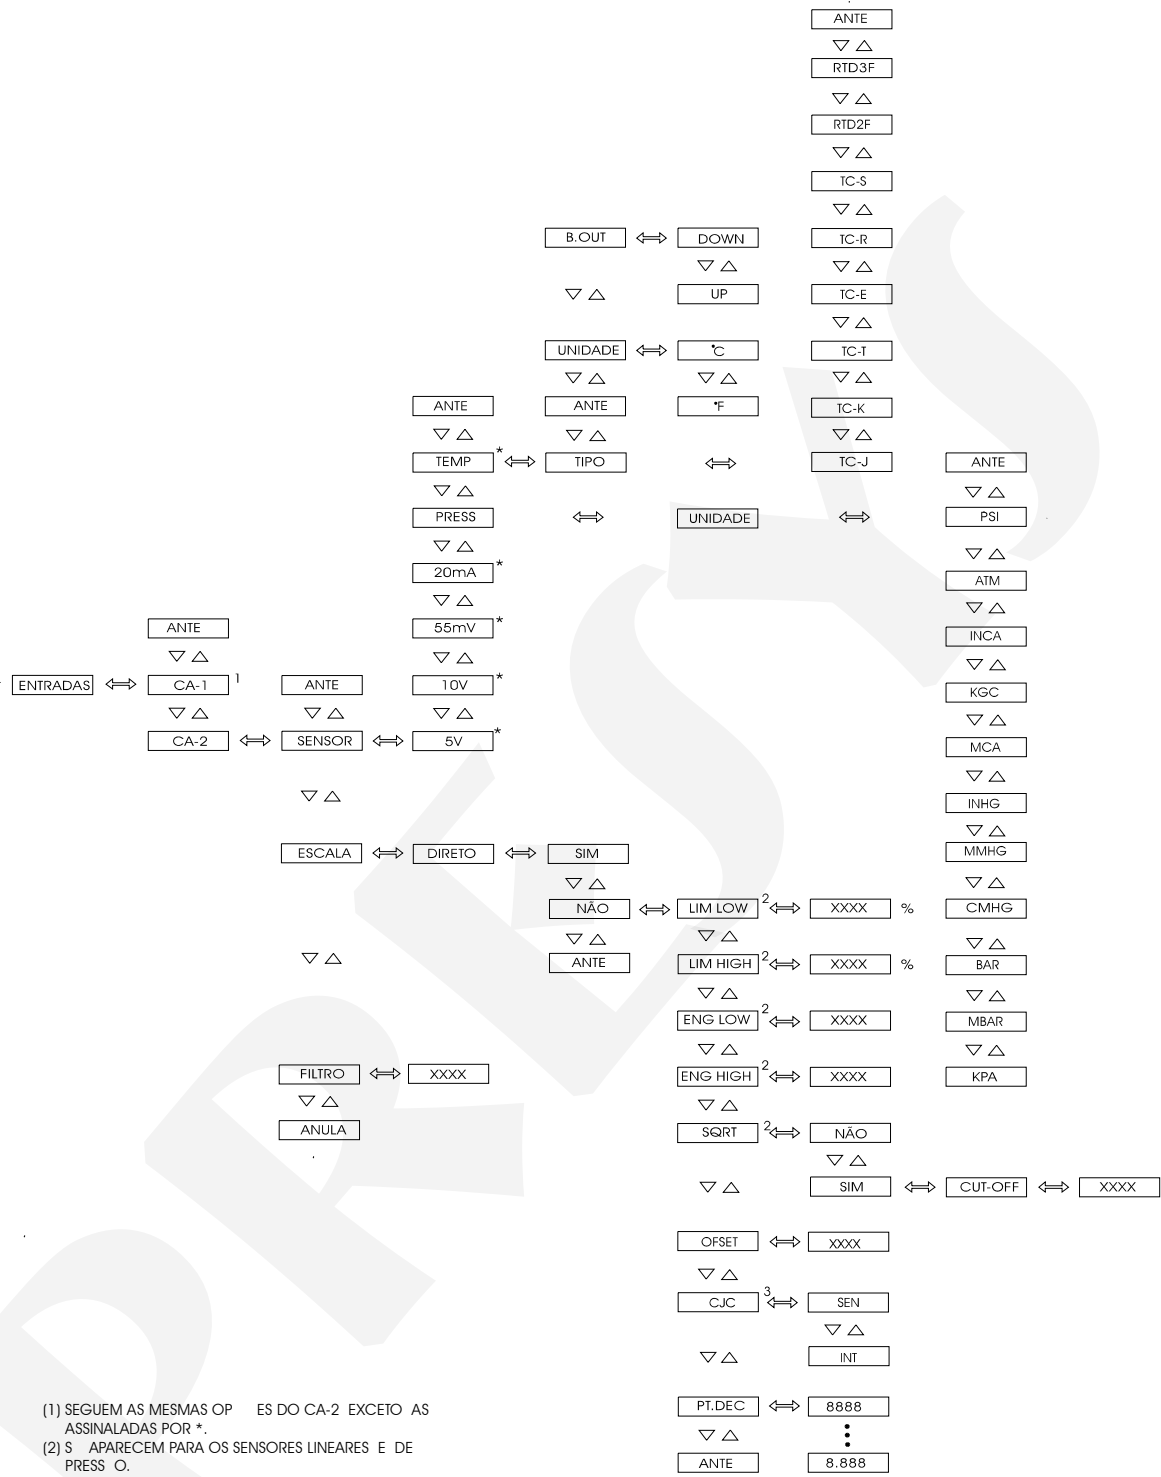 ANTE
RTD3F
RTD2F
TC-S
B.OUT DOWN TC-R
UP TC-E
UNIDADE °C TC-T
ANTE ANTE °F TC-K
TEMP * TIPO TC-J ANTE
PRESS UNIDADE PSI
20mA * ATM
ANTE 55mV * INCA
ENTRADAS CA-1 1 ANTE 10V * KGC
CA-2 SENSOR 5V * MCA
INHG
ESCALA DIRETO SIM MMHG
NÃO LIM LOW 2 XXXX % CMHG
ANTE LIM HIGH 2 XXXX % BAR
ENG LOW 2 XXXX MBAR
FILTRO XXXX ENG HIGH 2 XXXX KPA
ANULA SQRT 2 NÃO
SIM CUT-OFF XXXX
OFSET XXXX
CJC 3 SEN
INT
PT.DEC 8888
ANTE 8.888
(1) SEGUEM AS MESMAS OP ES DO CA-2 EXCETO AS
ASSINALADAS POR *.
(2) S APARECEM PARA OS SENSORES LINEARES E DE
PRESS O.
PRESYS